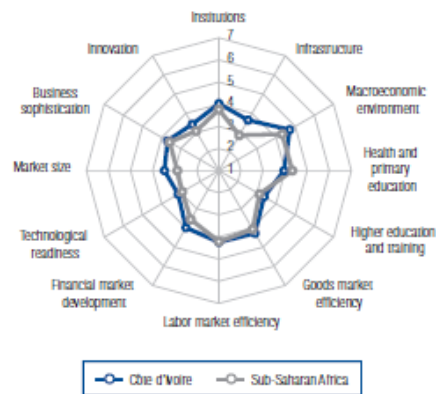 Institutions
Infrastructure
Macroeconomic
environment
Health and
primary
education
Higher education
and training
Goods market
efficiency
Labor market efficiency
Financial market
development
Technological
readiness
Market size
Business
sophistication
Innovation
7
6
5
4
3
2
1
Côte d'Ivoire
Sub-Saharan Africa